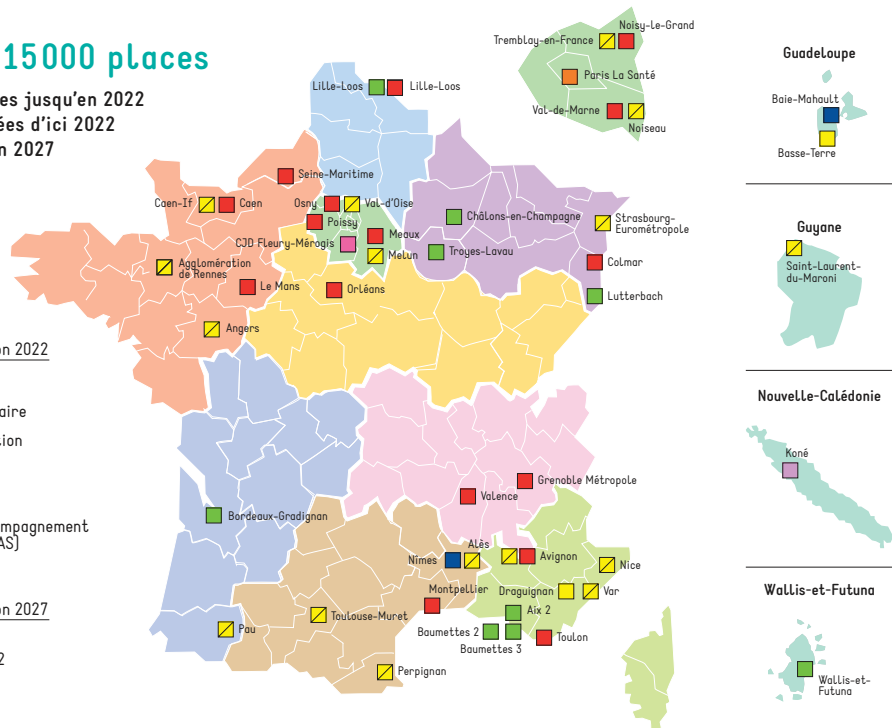 15000 places
es jusqu'en 2022
ées d'ici 2022
n 2027
on 2022
aire
tion
ompagnement
AS)
on 2027
2
Noisy-le-Grand
Tremblay-en-France
Paris La Santé
Val-de-Marne
Noiseau
Lille-Loos
Lille-Loos
Seine-Maritime
Caen-If
Caen
Osny
Val-d'Oise
Poissy
CJD Fleury-Mérogis
Meaux
Melun
Châlons-en-Champagne
Troyes-Lavau
Strasbourg-
Eurométropole
Colmar
Lutterbach
Agglomération
de Rennes
Le Mans
Orléans
Angers
Bordeaux-Gradignan
Grenoble Métropole
Valence
Alès
Nîmes
Avignon
Nice
Montpellier
Draguignan
Var
Aix 2
Toulouse-Muret
Pau
Baumettes 2
Baumettes 3
Toulon
Perpignan
Guadeloupe
Baie-Mahault
Basse-Terre
Guyane
Saint-Laurent-
du-Maroni
Nouvelle-Calédonie
Koné
Wallis-et-Futuna
Wallis-et-
Futuna